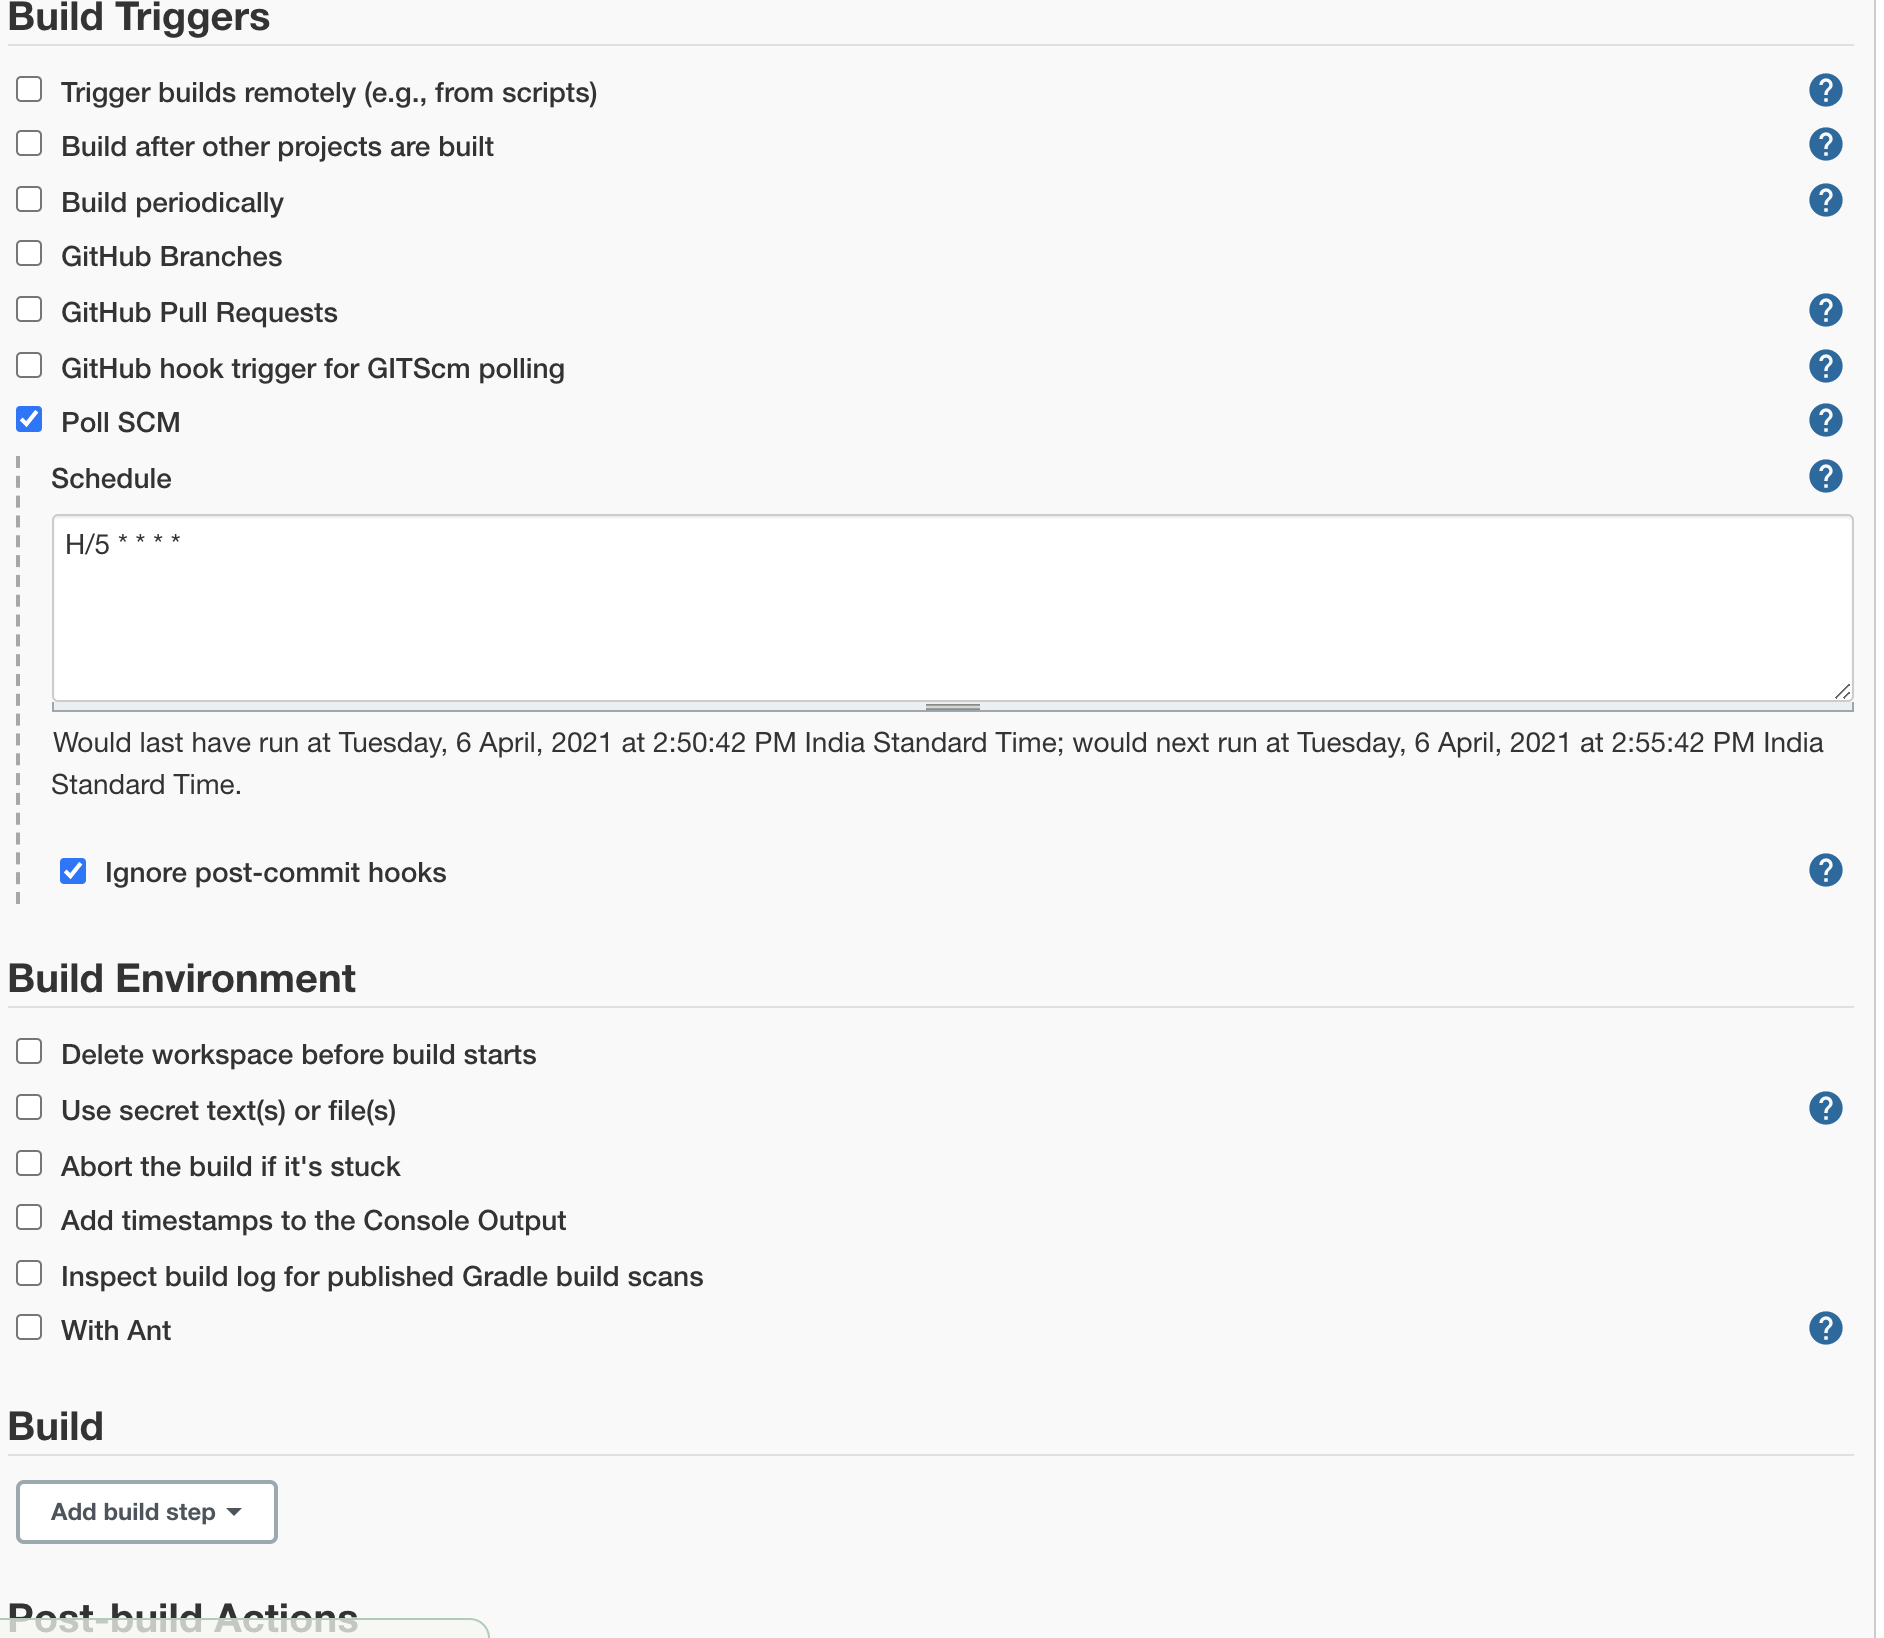 Build Triggers
Trigger builds remotely (e.g., from scripts)
?
Build after other projects are built
?
Build periodically
?
GitHub Branches
GitHub Pull Requests
?
GitHub hook trigger for GITScm polling
?
Poll SCM
?
Schedule
?
H/5 * * * *
Would last have run at Tuesday, 6 April, 2021 at 2:50:42 PM India Standard Time; would next run at Tuesday, 6 April, 2021 at 2:55:42 PM India
Standard Time.
Ignore post-commit hooks
?
Build Environment
Delete workspace before build starts
Use secret text(s) or file(s)
?
Abort the build if it's stuck
Add timestamps to the Console Output
Inspect build log for published Gradle build scans
With Ant
?
Build
Add build step
Post-build Actions